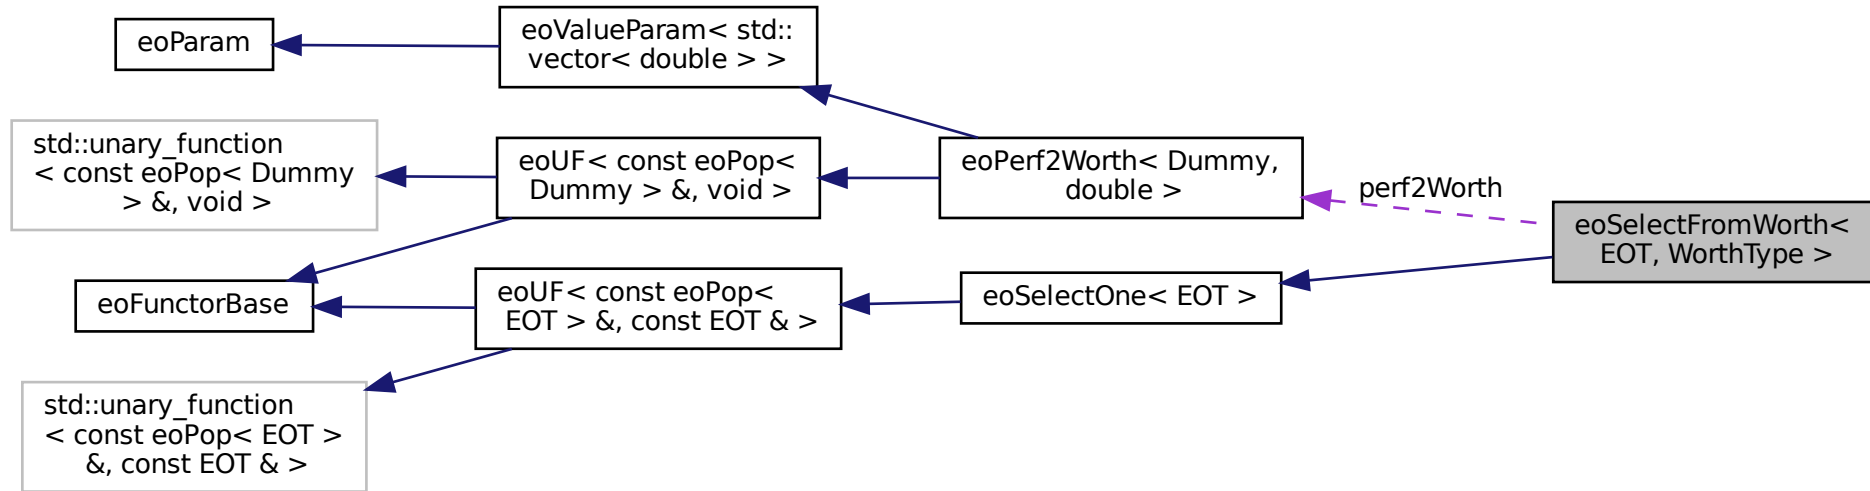 eoParam
eoValueParam< std::
vector< double > >
std::unary_function
< const eoPop< Dummy
> &, void >
eoUF< const eoPop<
Dummy > &, void >
eoPerf2Worth< Dummy,
double >
perf2Worth
eoSelectFromWorth<
EOT, WorthType >
eoFunctorBase
eoUF< const eoPop<
EOT > &, const EOT & >
eoSelectOne< EOT >
std::unary_function
< const eoPop< EOT >
&, const EOT & >